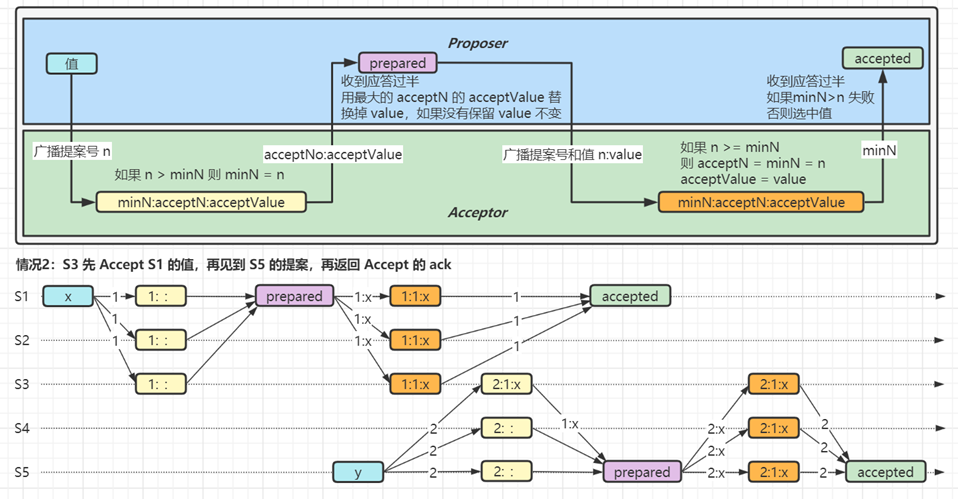 Proposer
值
prepared
accepted
收到应答过半
用最大的 acceptN 的 acceptValue 替
换掉 value，如果没有保留 value 不变
收到应答过半
如果minN>n 失败
否则选中值
广播提案号 n
acceptNo:acceptValue
广播提案号和值 n:value
minN
如果 n > minN 则 minN = n
如果 n >= minN
则 acceptN = minN = n
acceptValue = value
minN:acceptN:acceptValue
minN:acceptN:acceptValue
Acceptor
情况2：S3 先 Accept S1 的值，再见到 S5 的提案，再返回 Accept 的 ack
S1 x 1 1: : prepared 1:x 1:1:x 1 accepted
S2 1 1: : 1:x 1:1:x 1
S3 1 1: : 1:x 1:1:x 1 2:1:x 1:x 2:1:x
S4 2 2: : 2:x 2:1:x 2
S5 y 2 2 2: : prepared 2:x 2:x 2:1:x 2 2 accepted